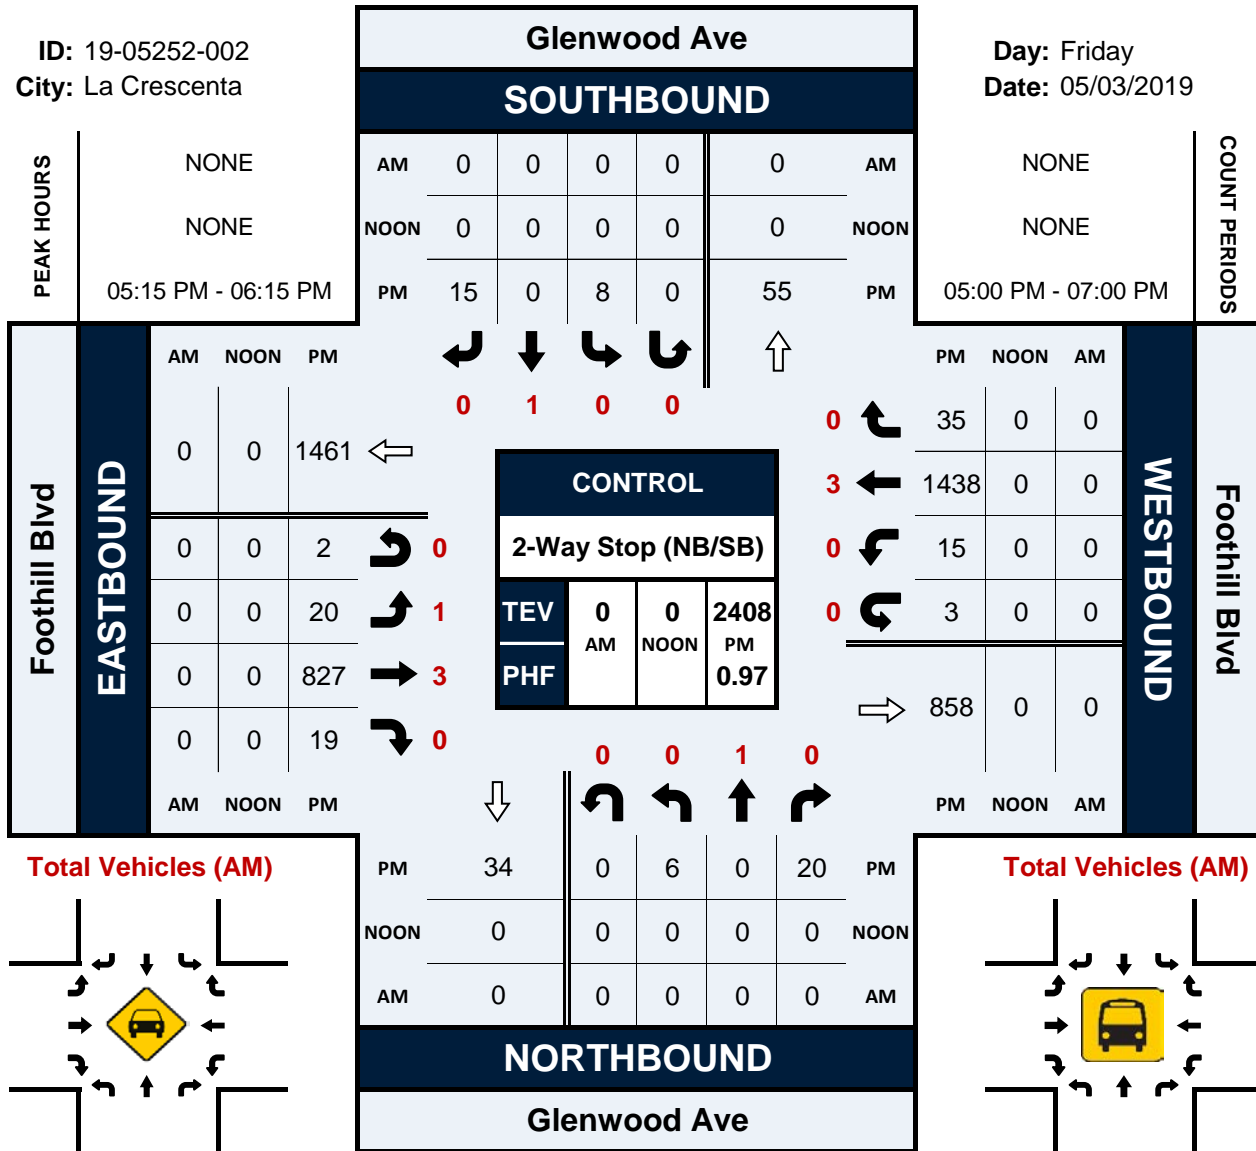 ID: 19-05252-002
City: La Crescenta
Glenwood Ave
SOUTHBOUND
Day: Friday
Date: 05/03/2019
PEAK HOURS
NONE
NONE
05:15 PM - 06:15 PM
AM 0 0 0 0 0 AM
NOON 0 0 0 0 0 NOON
PM 15 0 8 0 55 PM
NONE
NONE
05:00 PM - 07:00 PM
COUNT PERIODS
0 1 0 0
Foothill Blvd
EASTBOUND
AM NOON PM
0 0 1461
0 0 2 0
0 0 20 1
0 0 827 3
0 0 19 0
AM NOON PM
CONTROL
2-Way Stop (NB/SB)
TEV 0 0 2408
AM NOON PM
PHF 0.97
PM NOON AM
0 35 0 0
3 1438 0 0
0 15 0 0
0 3 0 0
858 0 0
PM NOON AM
WESTBOUND
Foothill Blvd
0 0 1 0
PM 34 0 6 0 20 PM
NOON 0 0 0 0 0 NOON
AM 0 0 0 0 0 AM
NORTHBOUND
Glenwood Ave
Total Vehicles (AM)
Total Vehicles (AM)